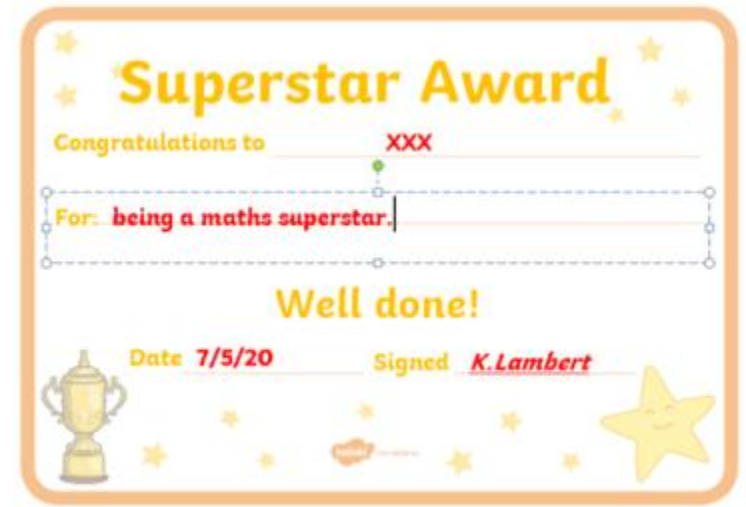 Superstar Award
Congratulations to XXX
For: being a maths superstar.
Well done!
Date 7/5/20 Signed K.Lambert